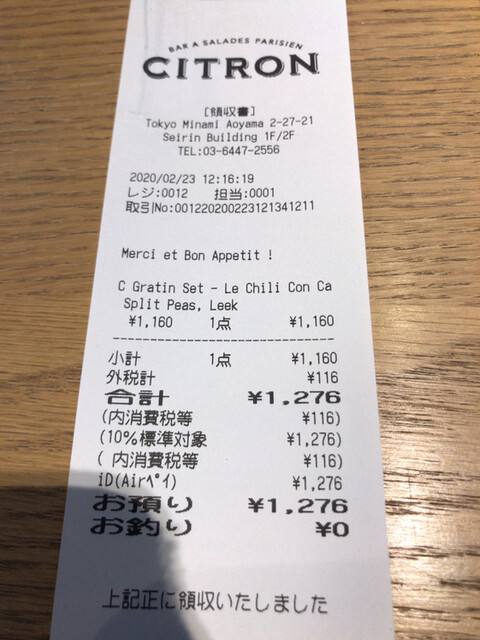 BAR A SALADES PARISIEN
CITRON
[領収書]
Tokyo Minami Aoyama 2-27-21
Seirin Building 1F/2F
TEL:03-6447-2556
2020/02/23 12:16:19
レジ:0012 担当:0001
取引No:0012202002231213412​11
Merci et Bon Appetit !
C Gratin Set - Le Chili Con Ca
Split Peas, Leek
¥1,160 1点 ¥1,160
------------------------------
小計 1点 ¥1,160
外税計 ¥116
合計 ¥1,276
(内消費税等 ¥116)
(10%標準対象 ¥1,276)
( 内消費税等 ¥116)
iD(Airペイ) ¥1,276
お預り ¥1,276
お釣り ¥0
上記正に領収いたしました